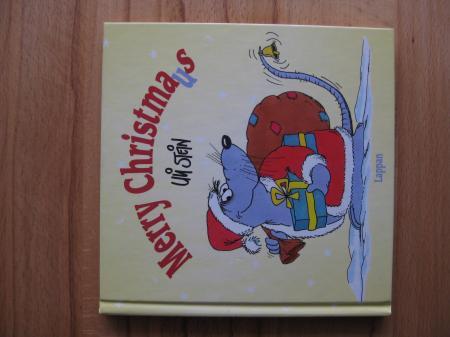 Merry Christmaus
Uli Stein
Lappan